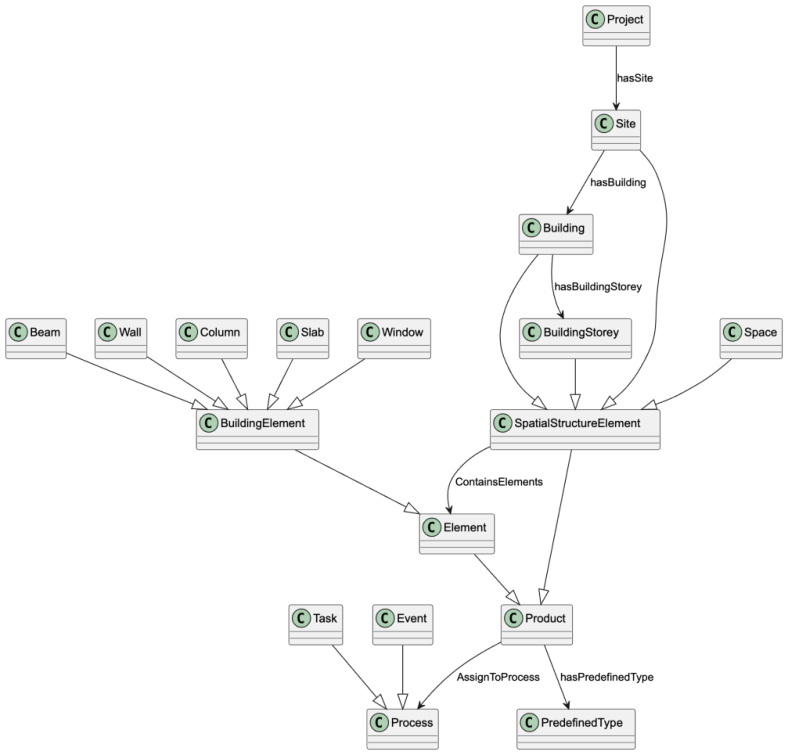 C Project
hasSite
C Site
hasBuilding
C Building
hasBuildingStorey
C Beam
C Wall
C Column
C Slab
C Window
C BuildingStorey
C Space
C BuildingElement
C SpatialStructureElement
ContainsElements
C Element
C Task
C Event
C Product
AssignToProcess
hasPredefinedType
C Process
C PredefinedType